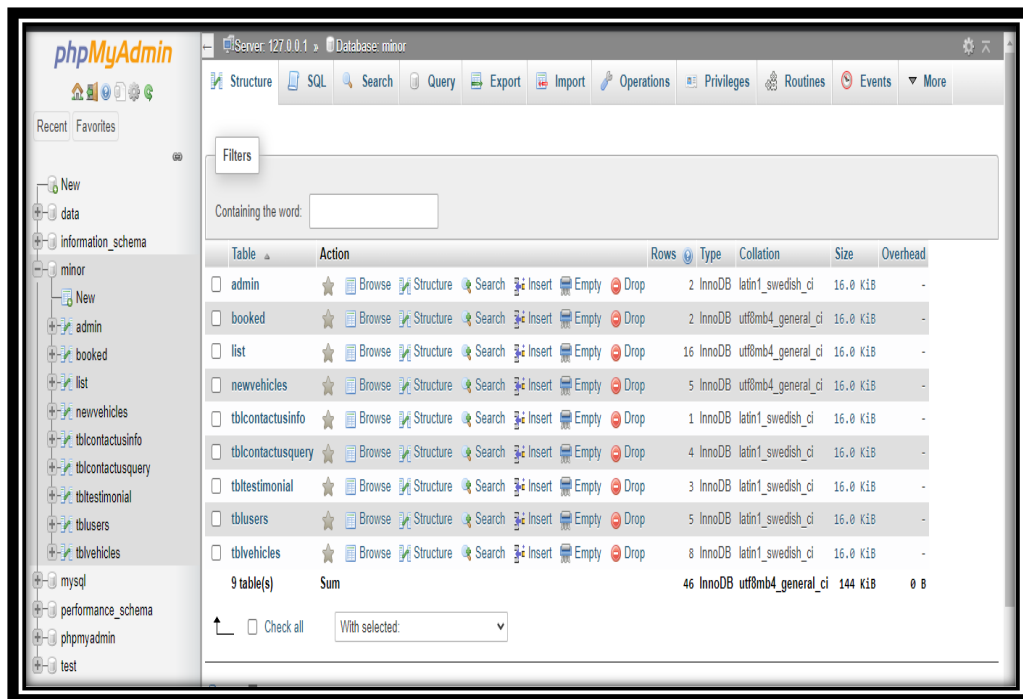 phpMyAdmin
Recent Favorites
New
data
information_schema
minor
New
admin
booked
list
newvehicles
tblcontactusinfo
tblcontactusquery
tbltestimonial
tblusers
tblvehicles
mysql
performance_schema
phpmyadmin
test
Server: 127.0.0.1 » Database: minor
Structure SQL Search Query Export Import Operations Privileges Routines Events More
Filters
Containing the word:
Table Action Rows Type Collation Size Overhead
admin Browse Structure Search Insert Empty Drop 2 InnoDB latin1_swedish_ci 16.0 KiB -
booked Browse Structure Search Insert Empty Drop 2 InnoDB utf8mb4_general_ci 16.0 KiB -
list Browse Structure Search Insert Empty Drop 16 InnoDB utf8mb4_general_ci 16.0 KiB -
newvehicles Browse Structure Search Insert Empty Drop 5 InnoDB utf8mb4_general_ci 16.0 KiB -
tblcontactusinfo Browse Structure Search Insert Empty Drop 1 InnoDB latin1_swedish_ci 16.0 KiB -
tblcontactusquery Browse Structure Search Insert Empty Drop 4 InnoDB latin1_swedish_ci 16.0 KiB -
tbltestimonial Browse Structure Search Insert Empty Drop 3 InnoDB latin1_swedish_ci 16.0 KiB -
tblusers Browse Structure Search Insert Empty Drop 5 InnoDB latin1_swedish_ci 16.0 KiB -
tblvehicles Browse Structure Search Insert Empty Drop 8 InnoDB latin1_swedish_ci 16.0 KiB -
9 table(s) Sum 46 InnoDB utf8mb4_general_ci 144 KiB 0 B
Check all With selected: